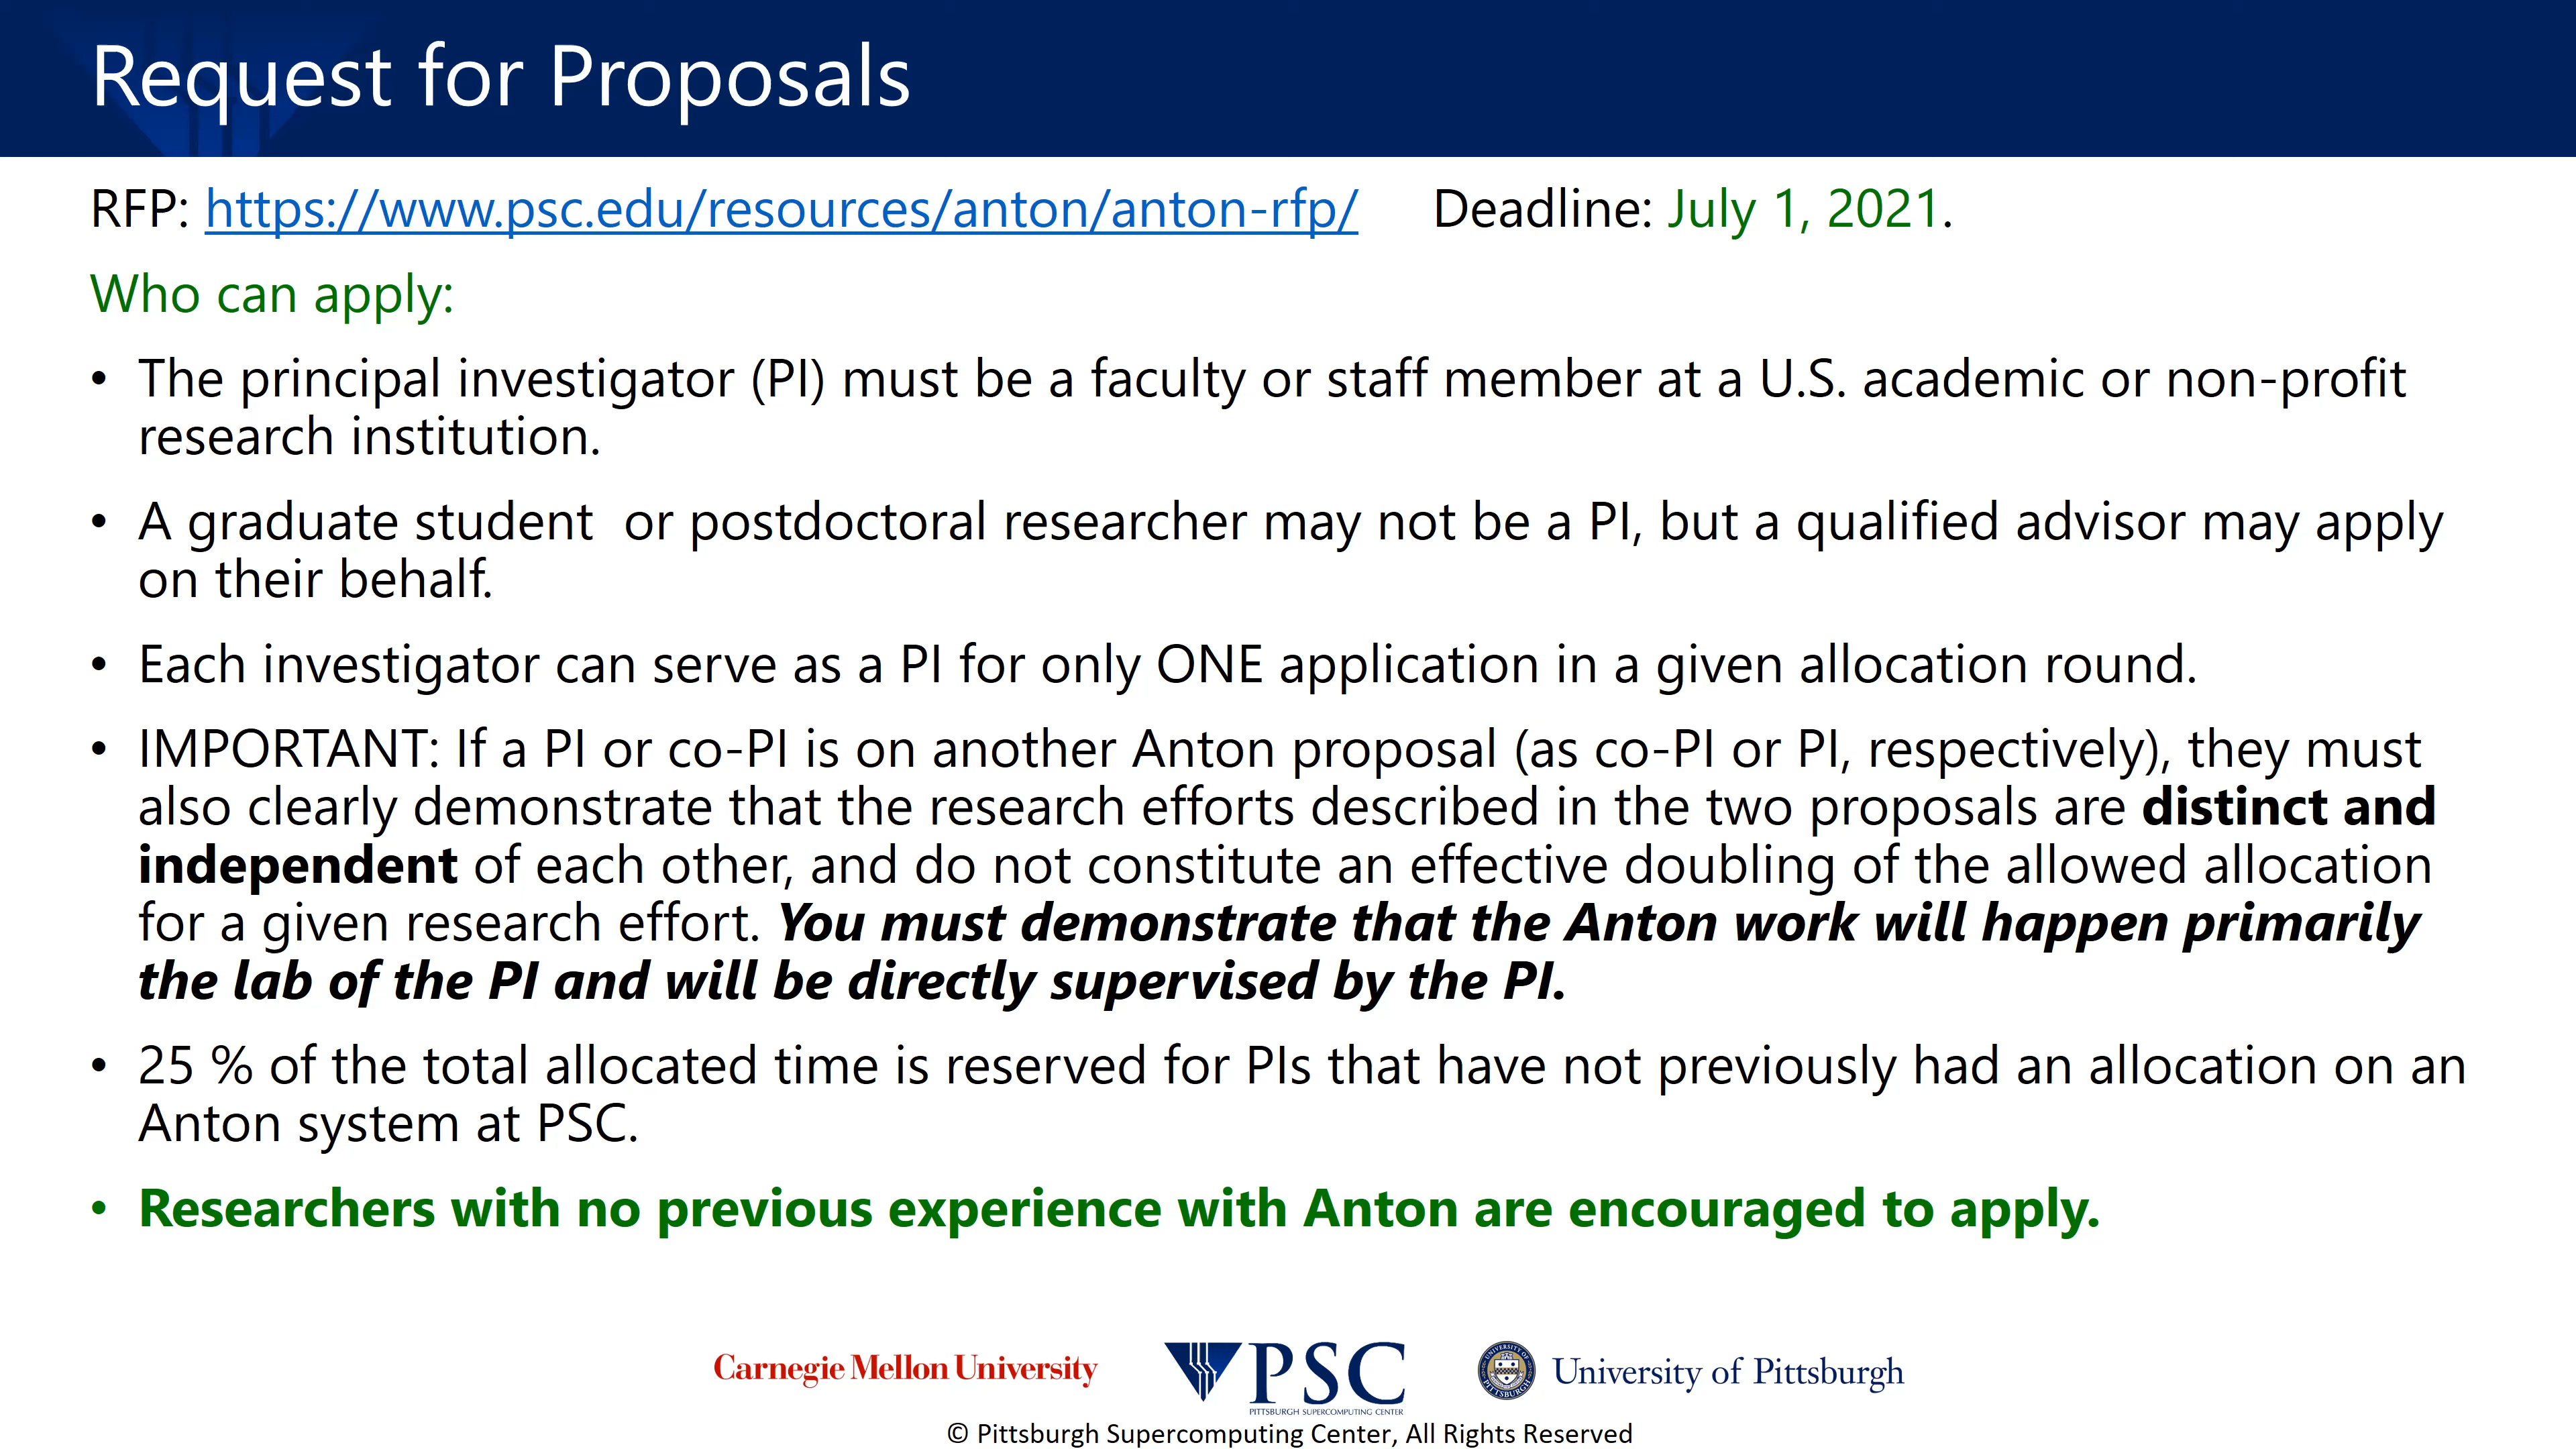 Request for Proposals
RFP: https://www.psc.edu/resources/anton/anton-rfp/ Deadline: July 1, 2021.
Who can apply:
• The principal investigator (PI) must be a faculty or staff member at a U.S. academic or non-profit
research institution.
• A graduate student  or postdoctoral researcher may not be a PI, but a qualified advisor may apply
on their behalf.
• Each investigator can serve as a PI for only ONE application in a given allocation round.
• IMPORTANT: If a PI or co-PI is on another Anton proposal (as co-PI or PI, respectively), they must
also clearly demonstrate that the research efforts described in the two proposals are distinct and
independent of each other, and do not constitute an effective doubling of the allowed allocation
for a given research effort. You must demonstrate that the Anton work will happen primarily
the lab of the PI and will be directly supervised by the PI.
• 25 % of the total allocated time is reserved for PIs that have not previously had an allocation on an
Anton system at PSC.
• Researchers with no previous experience with Anton are encouraged to apply.
Carnegie Mellon University
PSC
PITTSBURGH SUPERCOMPUTING CENTER
UNIVERSITY OF PITTSBURGH
University of Pittsburgh
© Pittsburgh Supercomputing Center, All Rights Reserved